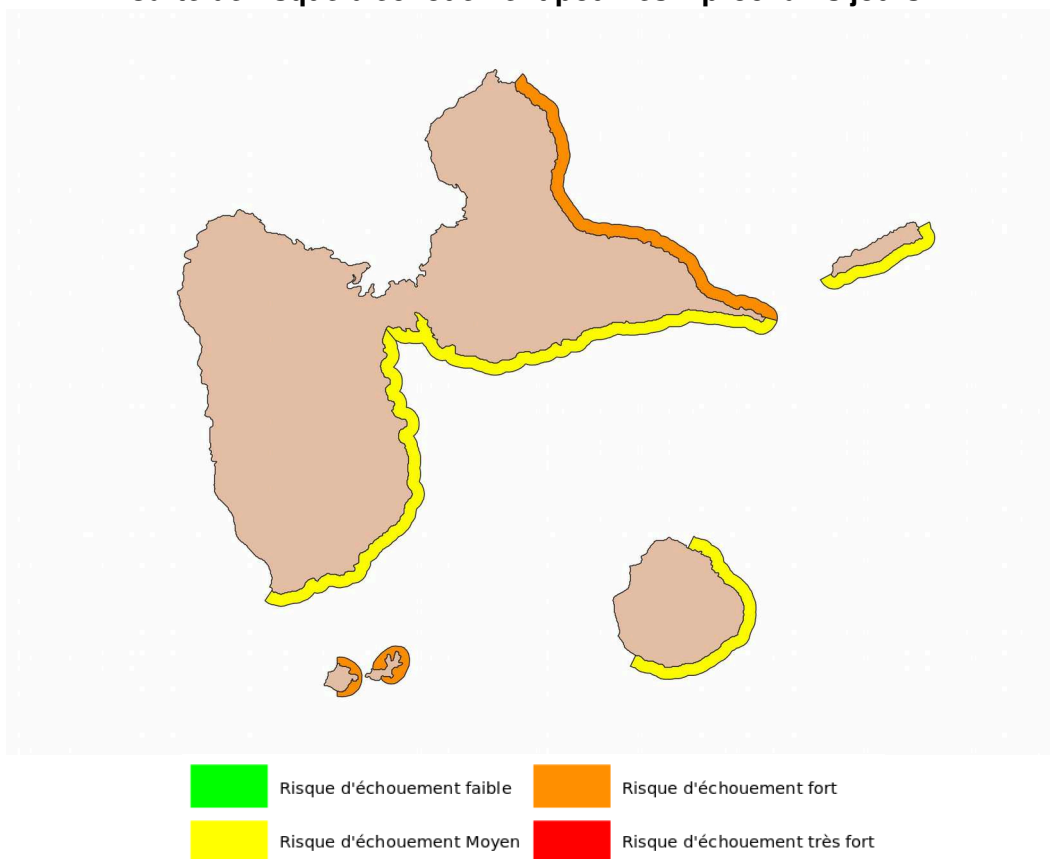 Risque d'échouement faible
Risque d'échouement fort
Risque d'échouement Moyen
Risque d'échouement très fort